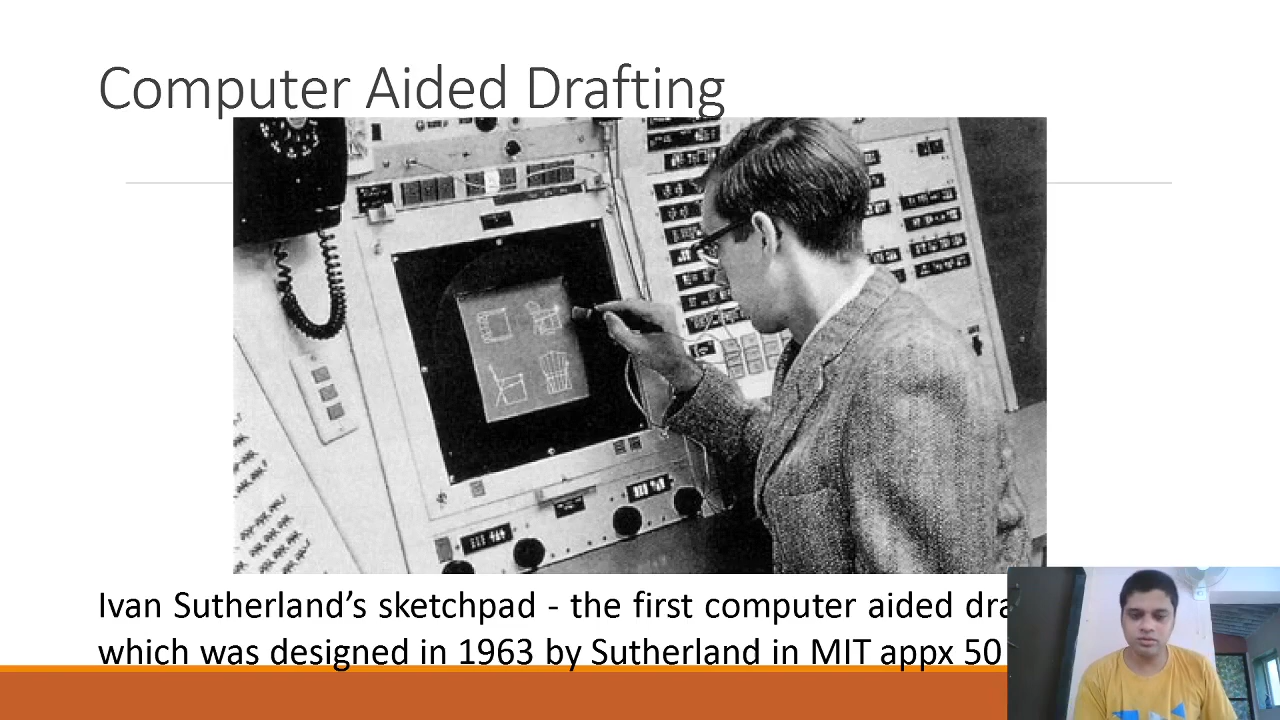 Computer Aided Drafting
Ivan Sutherland’s sketchpad - the first computer aided
which was designed in 1963 by Sutherland in MIT appx 50